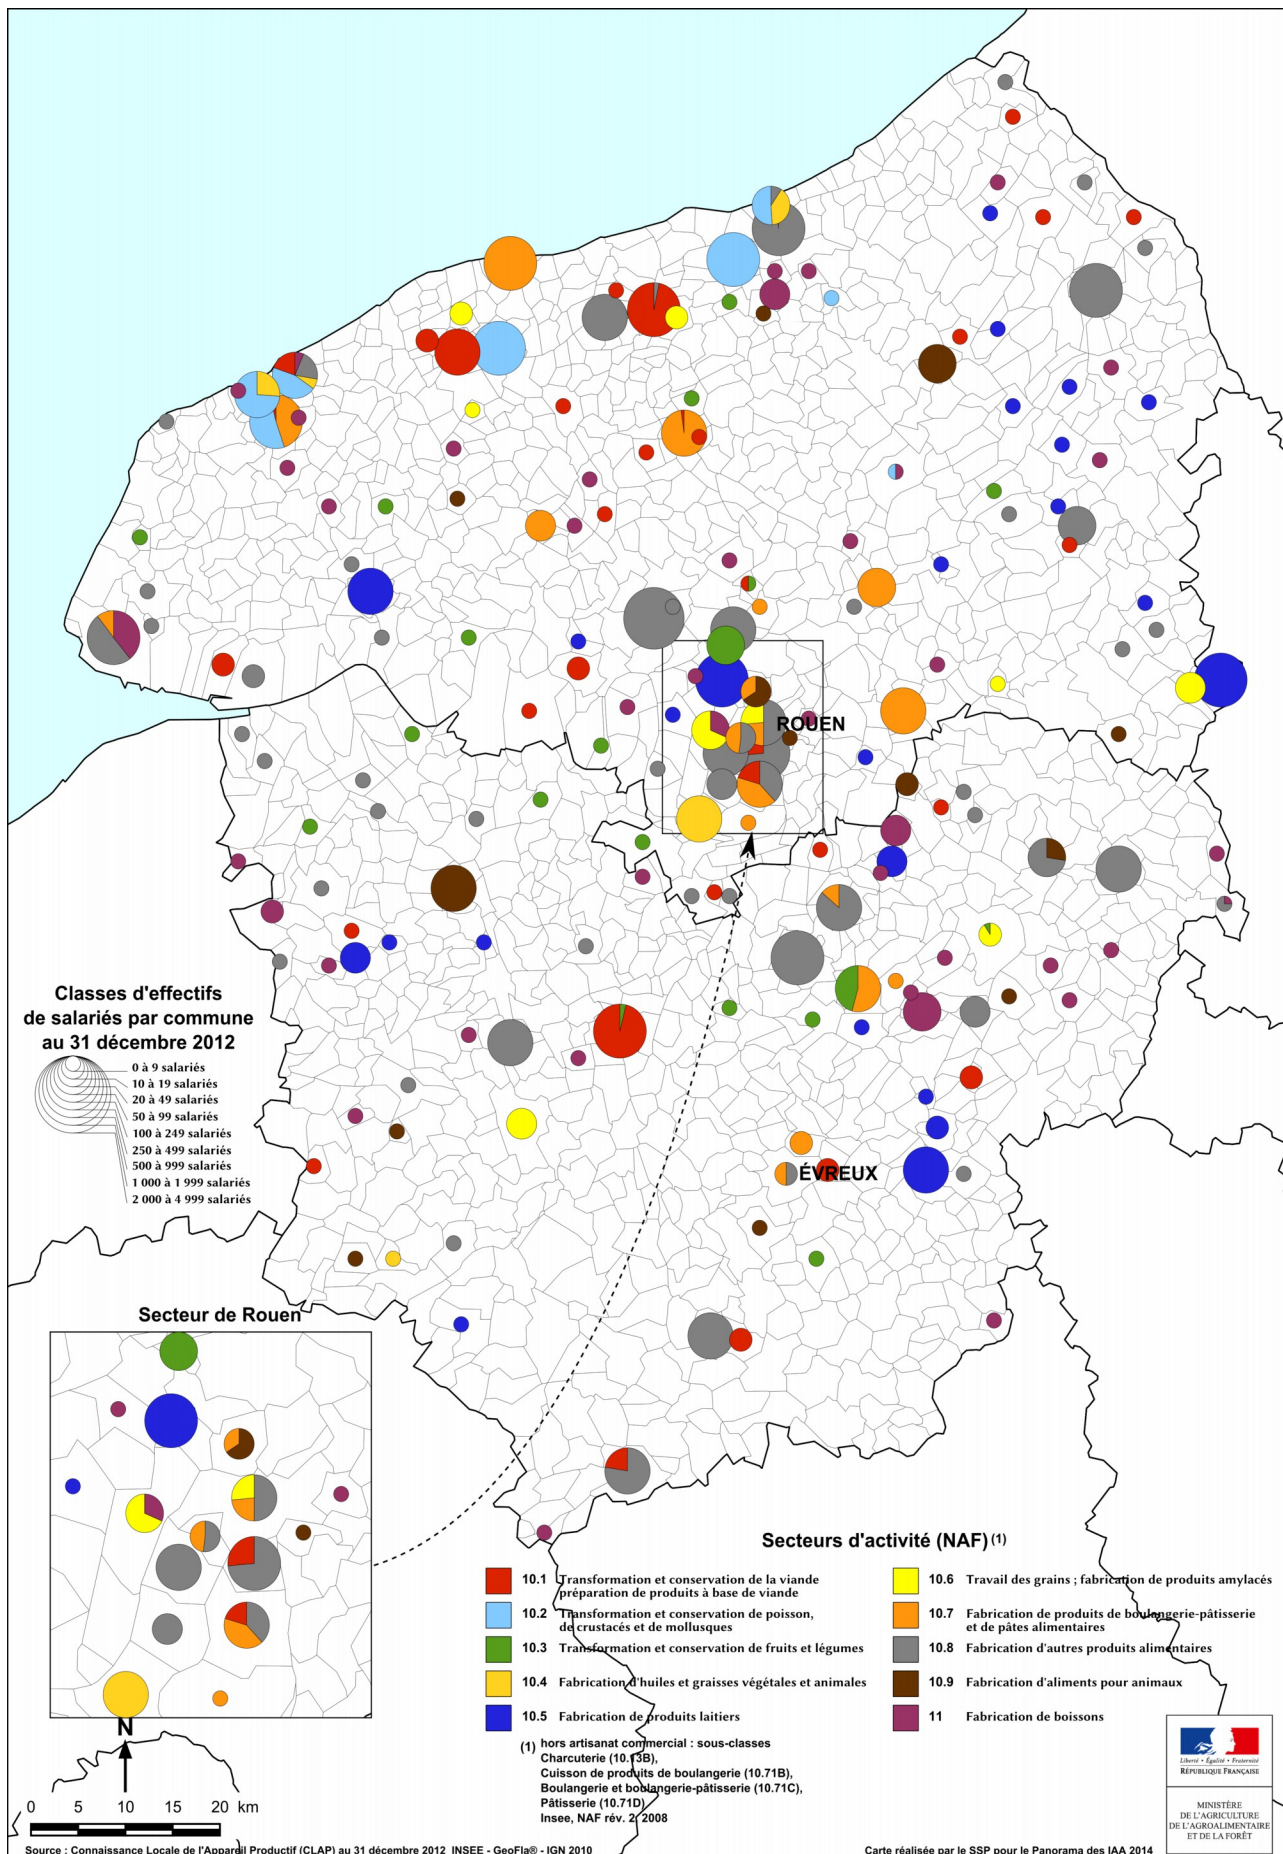 ROUEN
Classes d'effectifs
de salariés par commune
au 31 décembre 2012
0 à 9 salariés
10 à 19 salariés
20 à 49 salariés
50 à 99 salariés
100 à 249 salariés
250 à 499 salariés
500 à 999 salariés
1 000 à 1 999 salariés
2 000 à 4 999 salariés
ÉVREUX
Secteur de Rouen
Secteurs d'activité (NAF) (1)
10.1 Transformation et conservation de la viande
préparation de produits à base de viande
10.2 Transformation et conservation de poisson,
de crustacés et de mollusques
10.3 Transformation et conservation de fruits et légumes
10.4 Fabrication d'huiles et graisses végétales et animales
10.5 Fabrication de produits laitiers
10.6 Travail des grains ; fabrication de produits amylacés
10.7 Fabrication de produits de boulangerie-pâtisserie
et de pâtes alimentaires
10.8 Fabrication d'autres produits alimentaires
10.9 Fabrication d'aliments pour animaux
11 Fabrication de boissons
(1) hors artisanat commercial : sous-classes
Charcuterie (10.13B),
Cuisson de produits de boulangerie (10.71B),
Boulangerie et boulangerie-pâtisserie (10.71C),
Pâtisserie (10.71D)
Insee, NAF rév. 2, 2008
N
0 5 10 15 20 km
Liberté • Égalité • Fraternité
RÉPUBLIQUE FRANÇAISE
MINISTÈRE
DE L'AGRICULTURE
DE L'AGROALIMENTAIRE
ET DE LA FORÊT
Source : Connaissance Locale de l'Appareil Productif (CLAP) au 31 décembre 2012 INSEE - GeoFla® - IGN 2010
Carte réalisée par le SSP pour le Panorama des IAA 2014